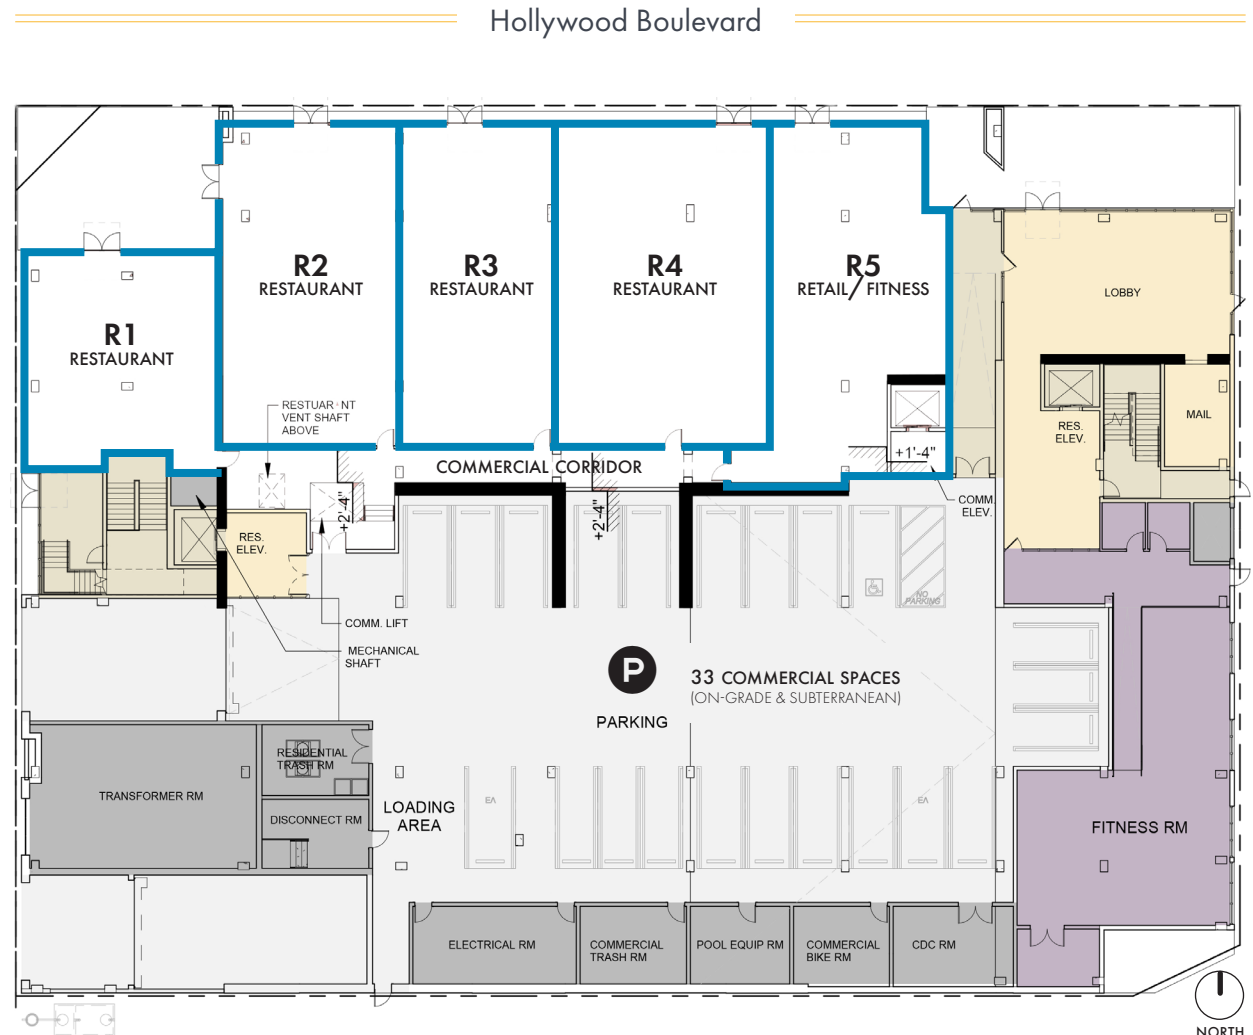 Hollywood Boulevard
R1
RESTAURANT
R2
RESTAURANT
R3
RESTAURANT
R4
RESTAURANT
R5
RETAIL/FITNESS
LOBBY
MAIL
RES.
ELEV.
RESTUAR NT
VENT SHAFT
ABOVE
COMMERCIAL CORRIDOR
+1'-4"
COMM.
ELEV.
+2'-4"
+2'-4"
RES.
ELEV.
NO
PARKING
COMM. LIFT
MECHANICAL
SHAFT
P
33 COMMERCIAL SPACES
(ON-GRADE & SUBTERRANEAN)
PARKING
RESIDENTIAL
TRASH RM
TRANSFORMER RM
DISCONNECT RM
LOADING
AREA
EV
EV
FITNESS RM
ELECTRICAL RM
COMMERCIAL
TRASH RM
POOL EQUIP RM
COMMERCIAL
BIKE RM
CDC RM
NORTH